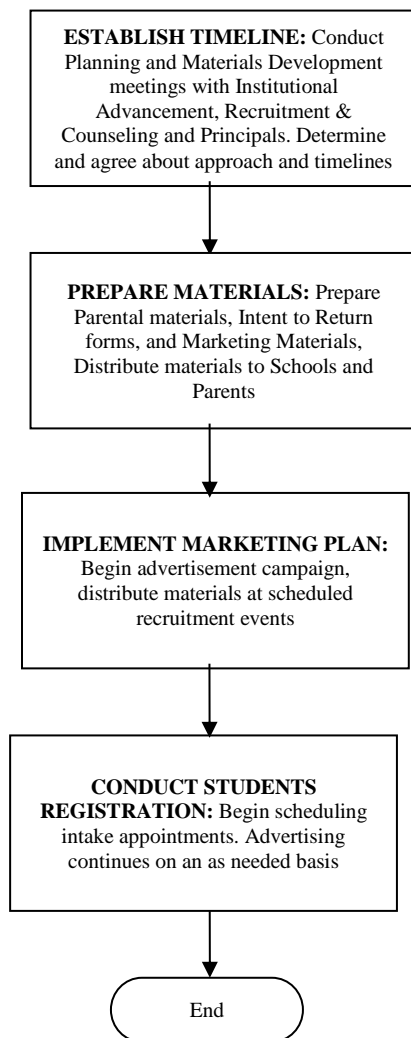 ESTABLISH TIMELINE: Conduct
Planning and Materials Development
meetings with Institutional
Advancement, Recruitment &
Counseling and Principals. Determine
and agree about approach and timelines
PREPARE MATERIALS: Prepare
Parental materials, Intent to Return
forms, and Marketing Materials,
Distribute materials to Schools and
Parents
IMPLEMENT MARKETING PLAN:
Begin advertisement campaign,
distribute materials at scheduled
recruitment events
CONDUCT STUDENTS
REGISTRATION: Begin scheduling
intake appointments. Advertising
continues on an as needed basis
End